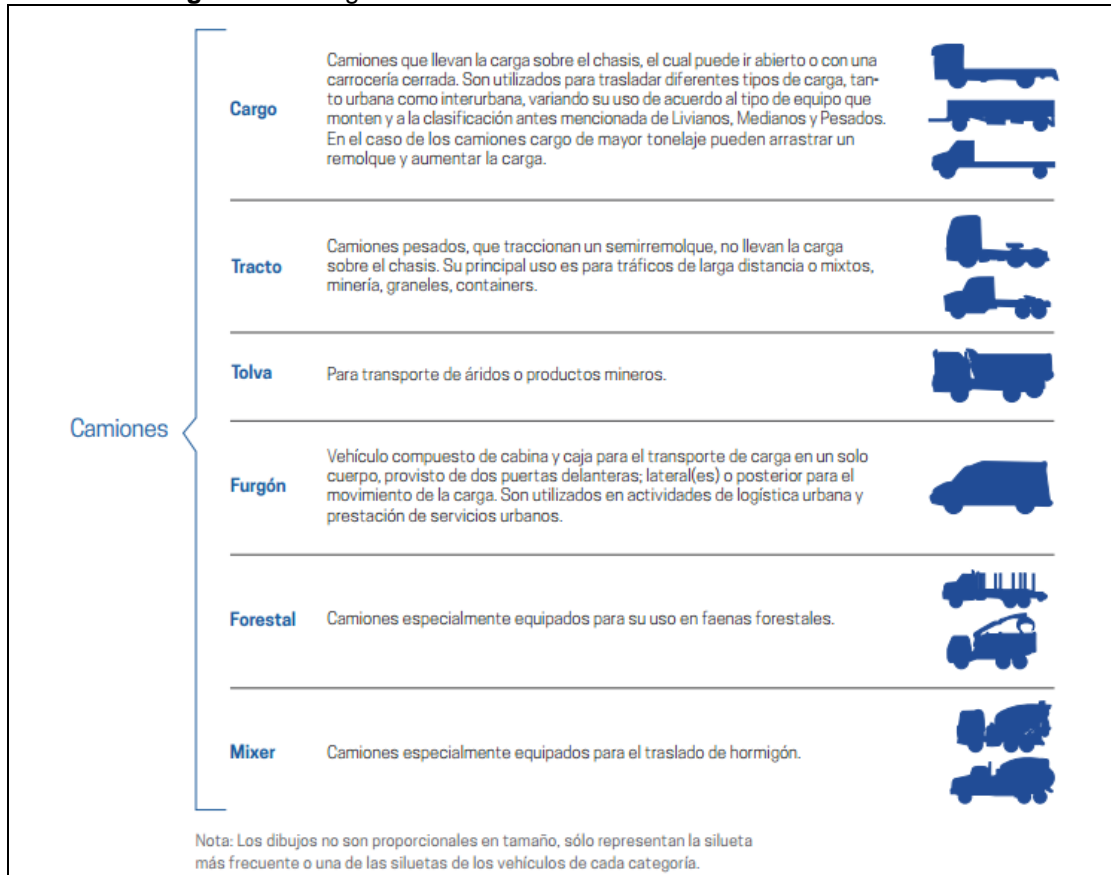 Camiones
Cargo
Camiones que llevan la carga sobre el chasis, el cual puede ir abierto o con una
carrocería cerrada. Son utilizados para trasladar diferentes tipos de carga, tan-
to urbana como interurbana, variando su uso de acuerdo al tipo de equipo que
monten y a la clasificación antes mencionada de Livianos, Medianos y Pesados.
En el caso de los camiones cargo de mayor tonelaje pueden arrastrar un
remolque y aumentar la carga.
Tracto
Camiones pesados, que traccionan un semirremolque, no llevan la carga
sobre el chasis. Su principal uso es para tráficos de larga distancia o mixtos,
minería, graneles, containers.
Tolva
Para transporte de áridos o productos mineros.
Furgón
Vehículo compuesto de cabina y caja para el transporte de carga en un solo
cuerpo, provisto de dos puertas delanteras; lateral(es) o posterior para el
movimiento de la carga. Son utilizados en actividades de logística urbana y
prestación de servicios urbanos.
Forestal
Camiones especialmente equipados para su uso en faenas forestales.
Mixer
Camiones especialmente equipados para el traslado de hormigón.
Nota: Los dibujos no son proporcionales en tamaño, sólo representan la silueta
más frecuente o una de las siluetas de los vehículos de cada categoría.